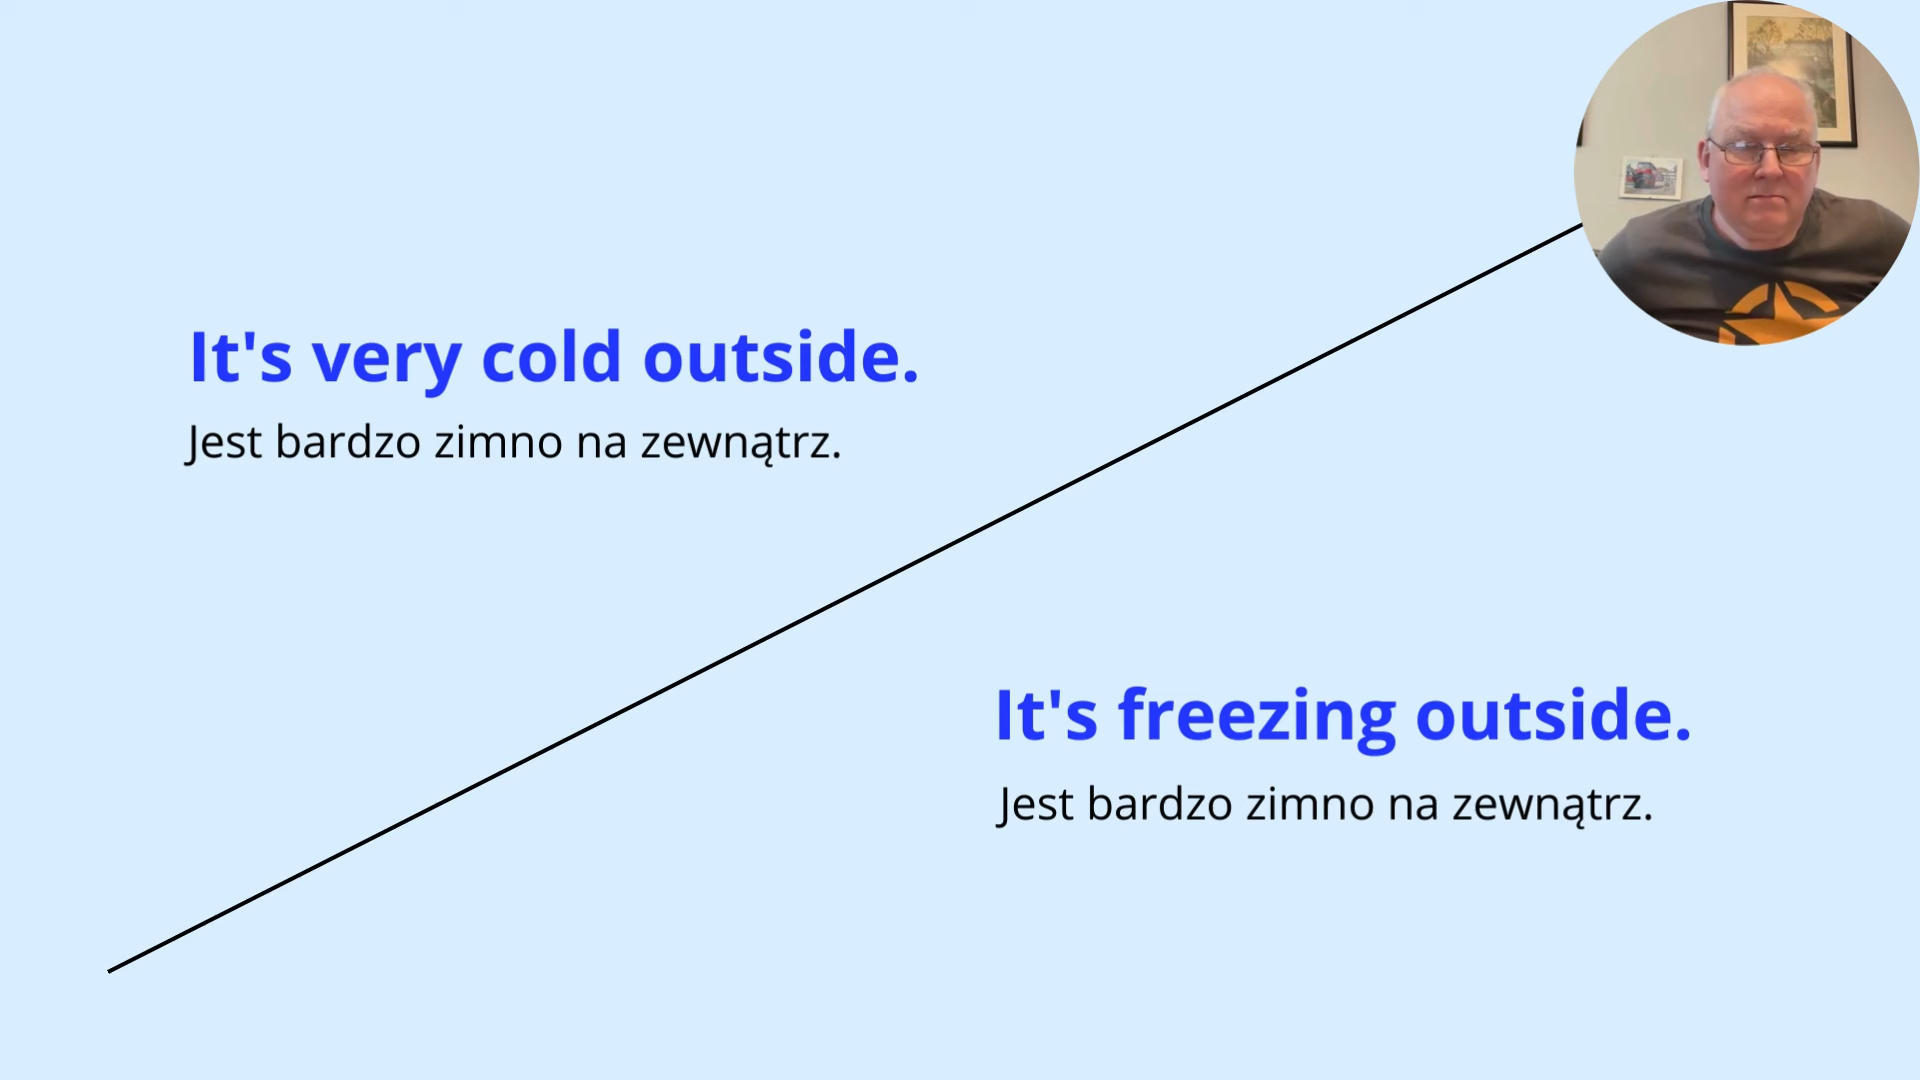 It's very cold outside.
Jest bardzo zimno na zewnątrz.
It's freezing outside.
Jest bardzo zimno na zewnątrz.